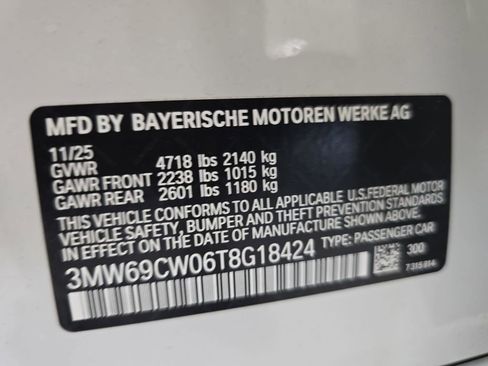 MFD BY BAYERISCHE MOTOREN WERKE AG
11/25
GVWR 4718 lbs 2140 kg
GAWR FRONT 2238 lbs 1015 kg
GAWR REAR 2601 lbs 1180 kg
THIS VEHICLE CONFORMS TO ALL APPLICABLE U.S.FEDERAL MOTOR
VEHICLE SAFETY, BUMPER AND THEFT PREVENTION STANDARDS
IN EFFECT ON THE DATE OF MANUFACTURE SHOWN ABOVE.
3MW69CW06T8G18424 TYPE: PASSENGER CAR
300
7315814